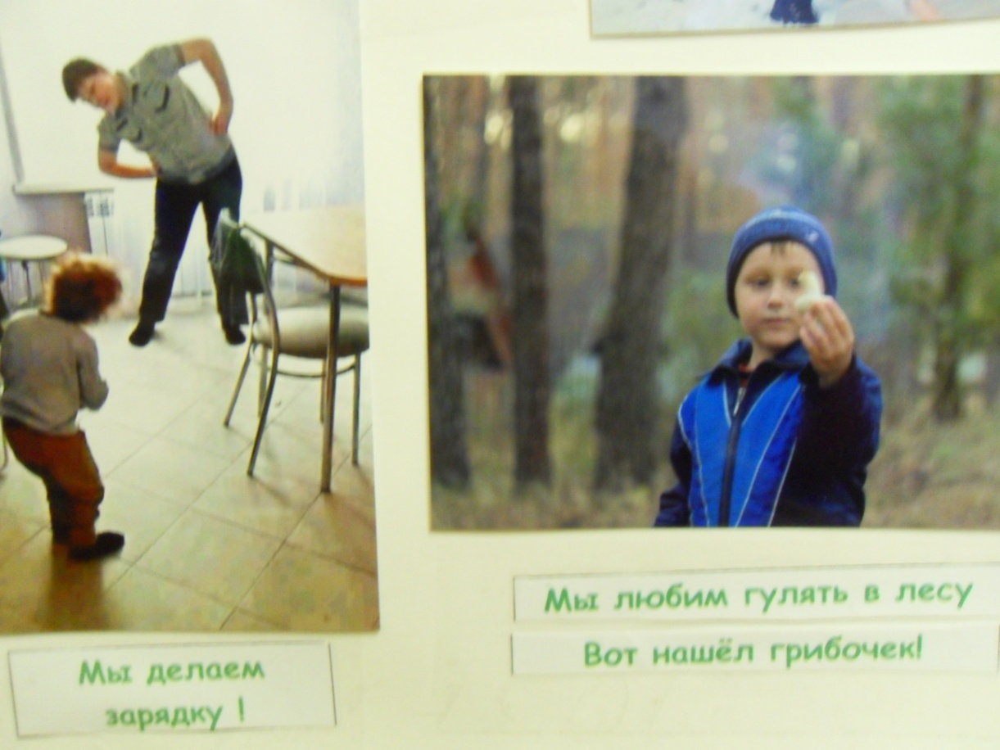 Мы делаем
зарядку !
Мы любим гулять в лесу
Вот нашёл грибочек!